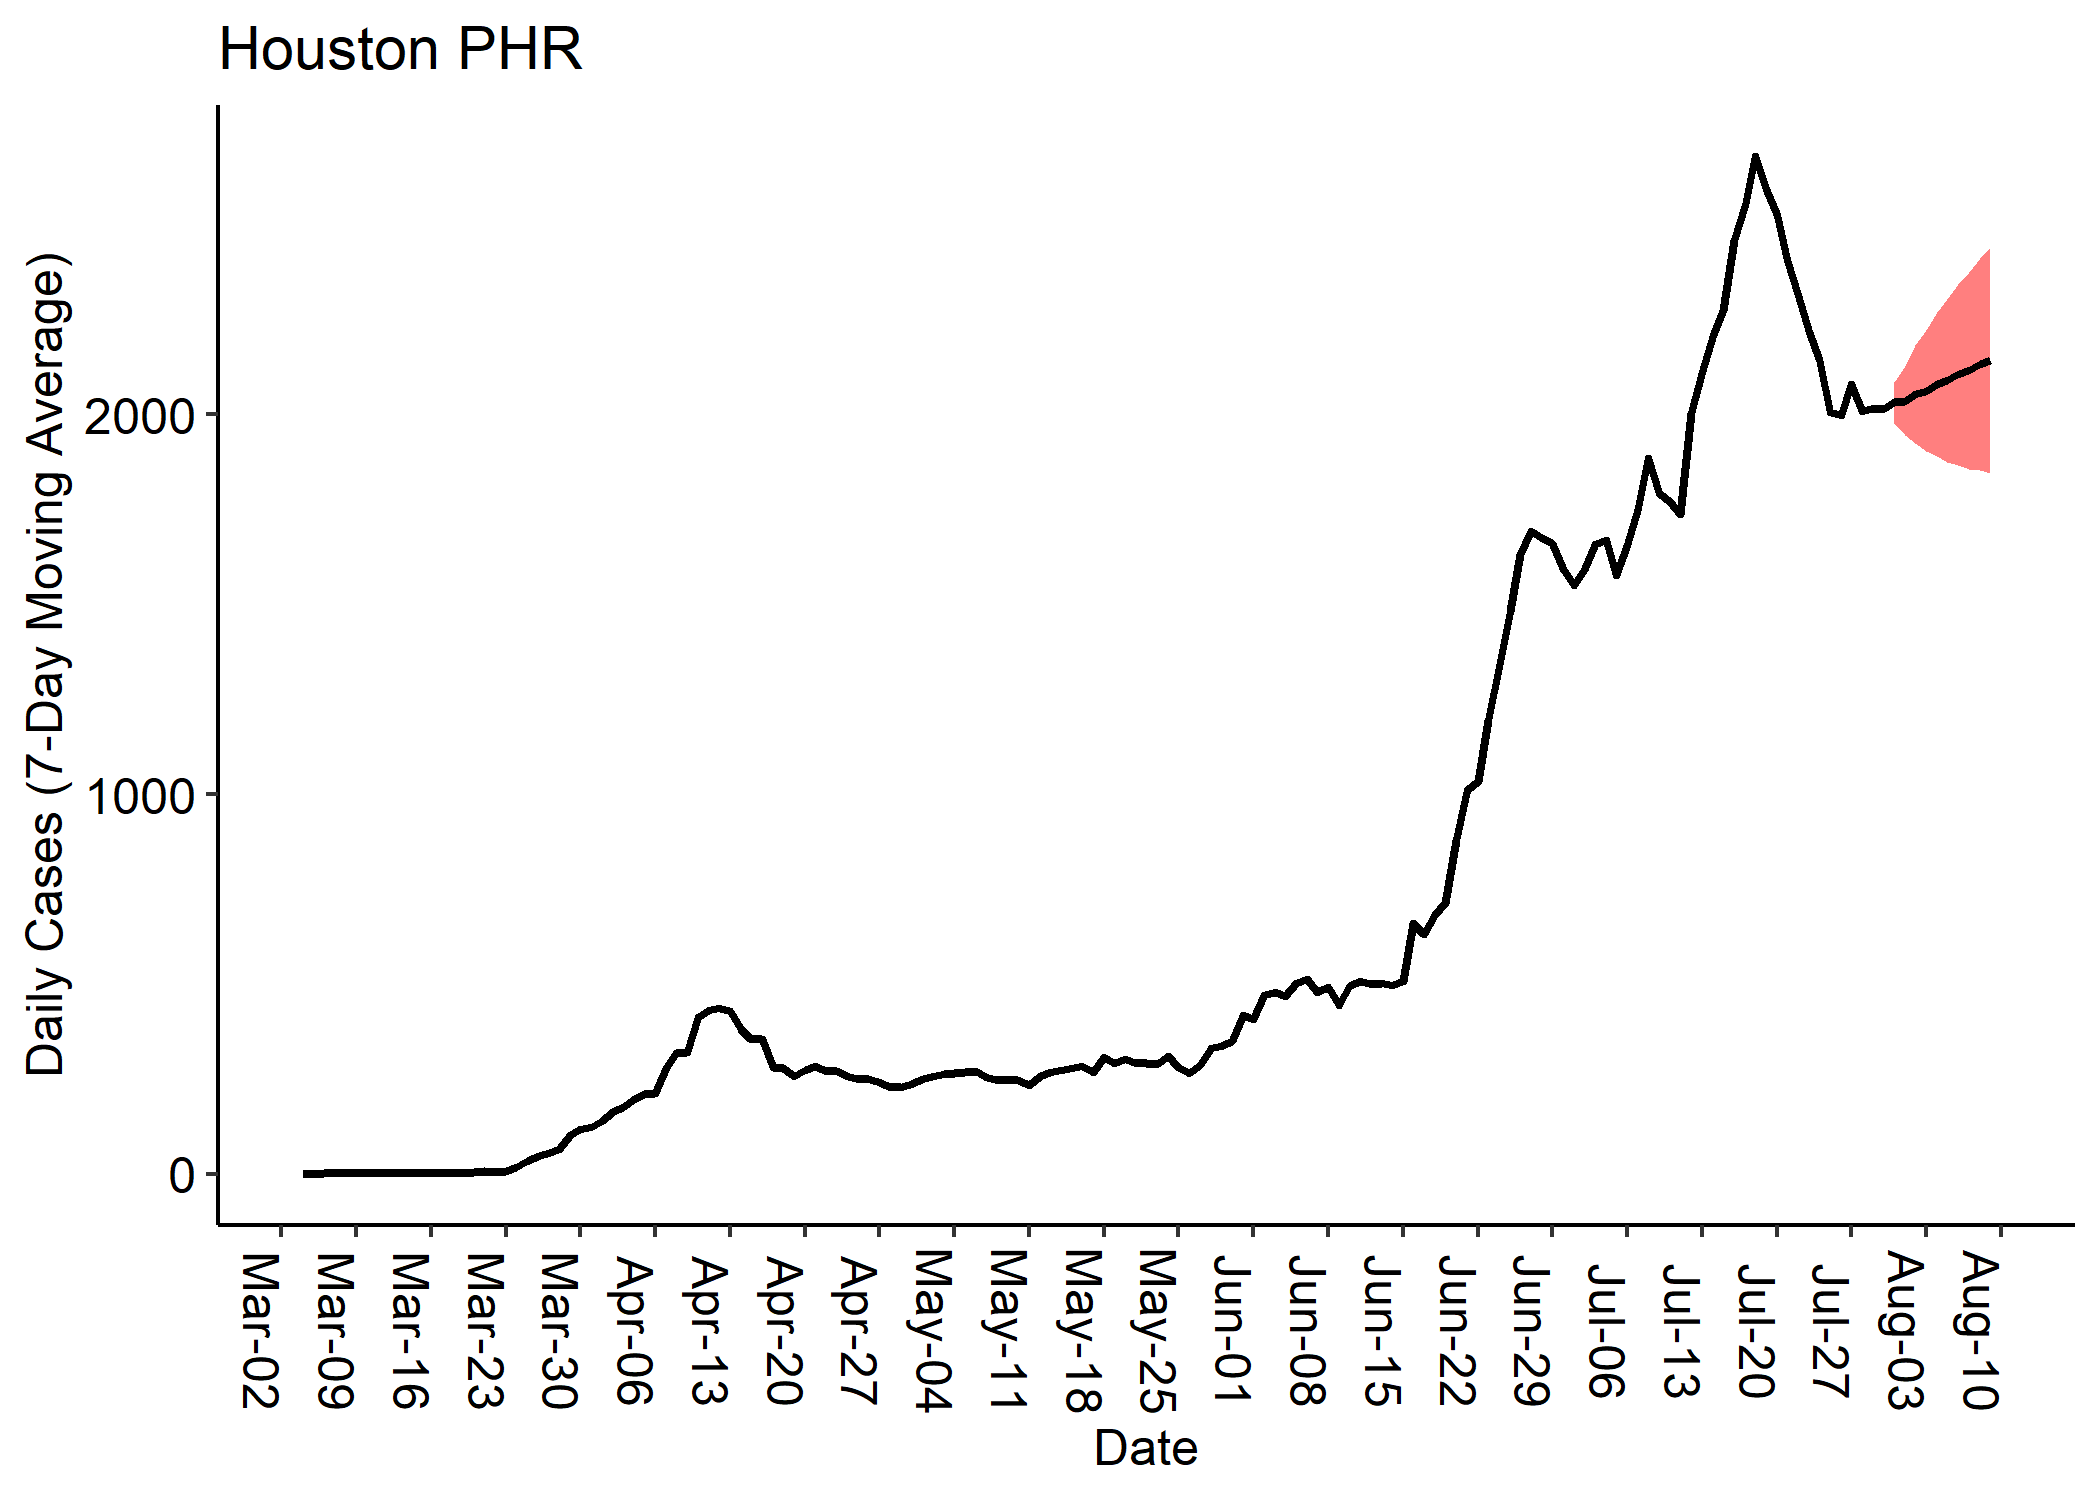 Houston PHR
Daily Cases (7-Day Moving Average)
2000
1000
0
Mar-02
Mar-09
Mar-16
Mar-23
Mar-30
Apr-06
Apr-13
Apr-20
Apr-27
May-04
May-11
May-18
May-25
Jun-01
Jun-08
Jun-15
Jun-22
Jun-29
Jul-06
Jul-13
Jul-20
Jul-27
Aug-03
Aug-10
Date